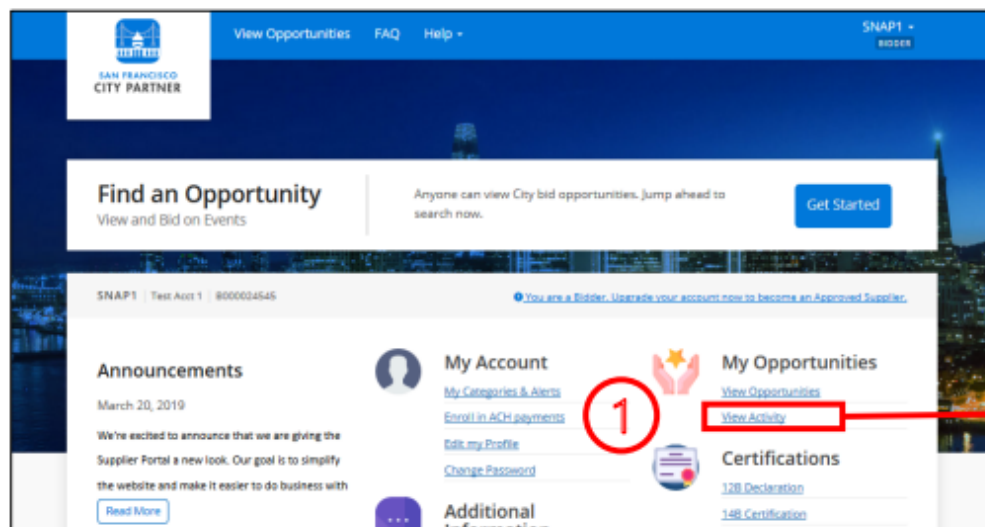 View Opportunities FAQ Help
SNAP1
BIDDER
SAN FRANCISCO
CITY PARTNER
Find an Opportunity
View and Bid on Events
Anyone can view City bid opportunities. Jump ahead to
search now.
Get Started
SNAP1 | Test Acct 1 | B000024545
You are a Bidder. Upgrade your account now to become an Approved Supplier.
Announcements
March 20, 2019
We're excited to announce that we are giving the
Supplier Portal a new look. Our goal is to simplify
the website and make it easier to do business with
Read More
My Account
My Categories & Alerts
Enroll in ACH payments
Edit my Profile
Change Password
Additional
Information
1
My Opportunities
View Opportunities
View Activity
Certifications
12B Declaration
14B Certification